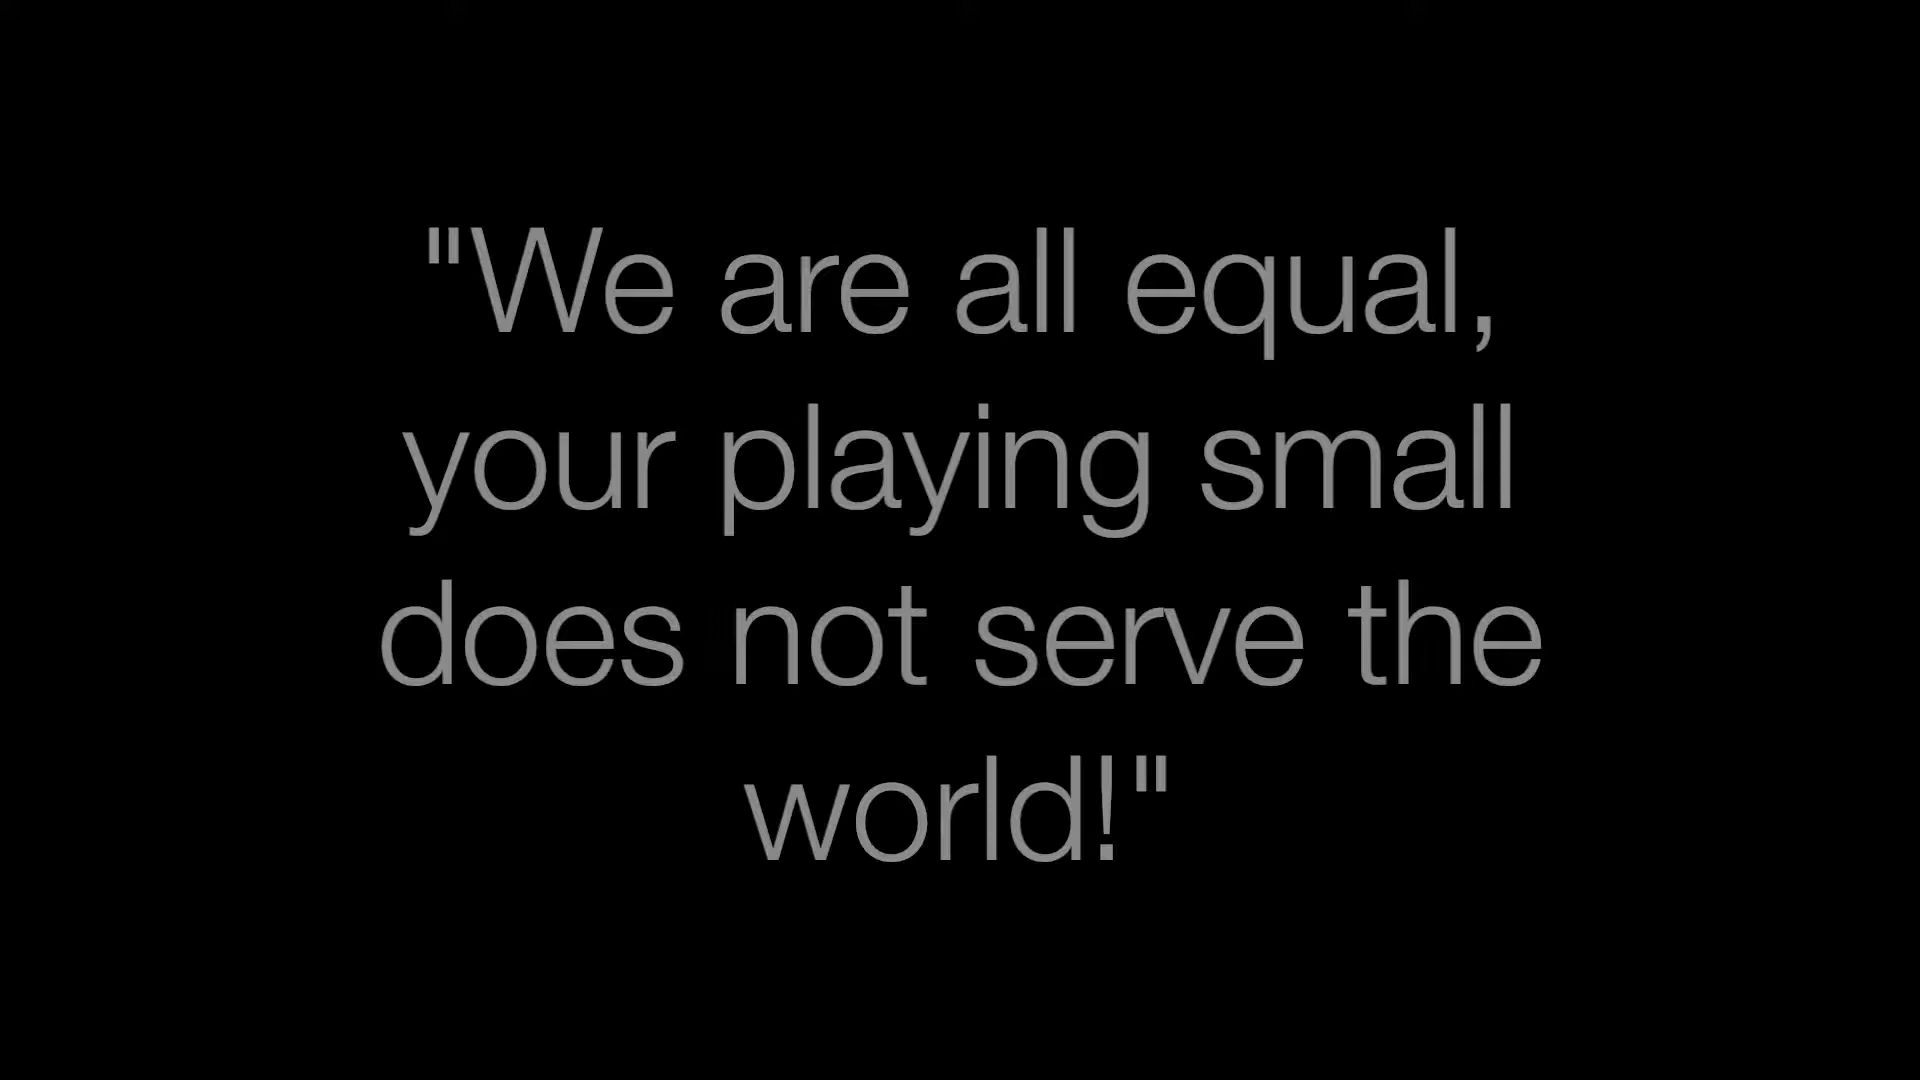 "We are all equal,
your playing small
does not serve the
world!"